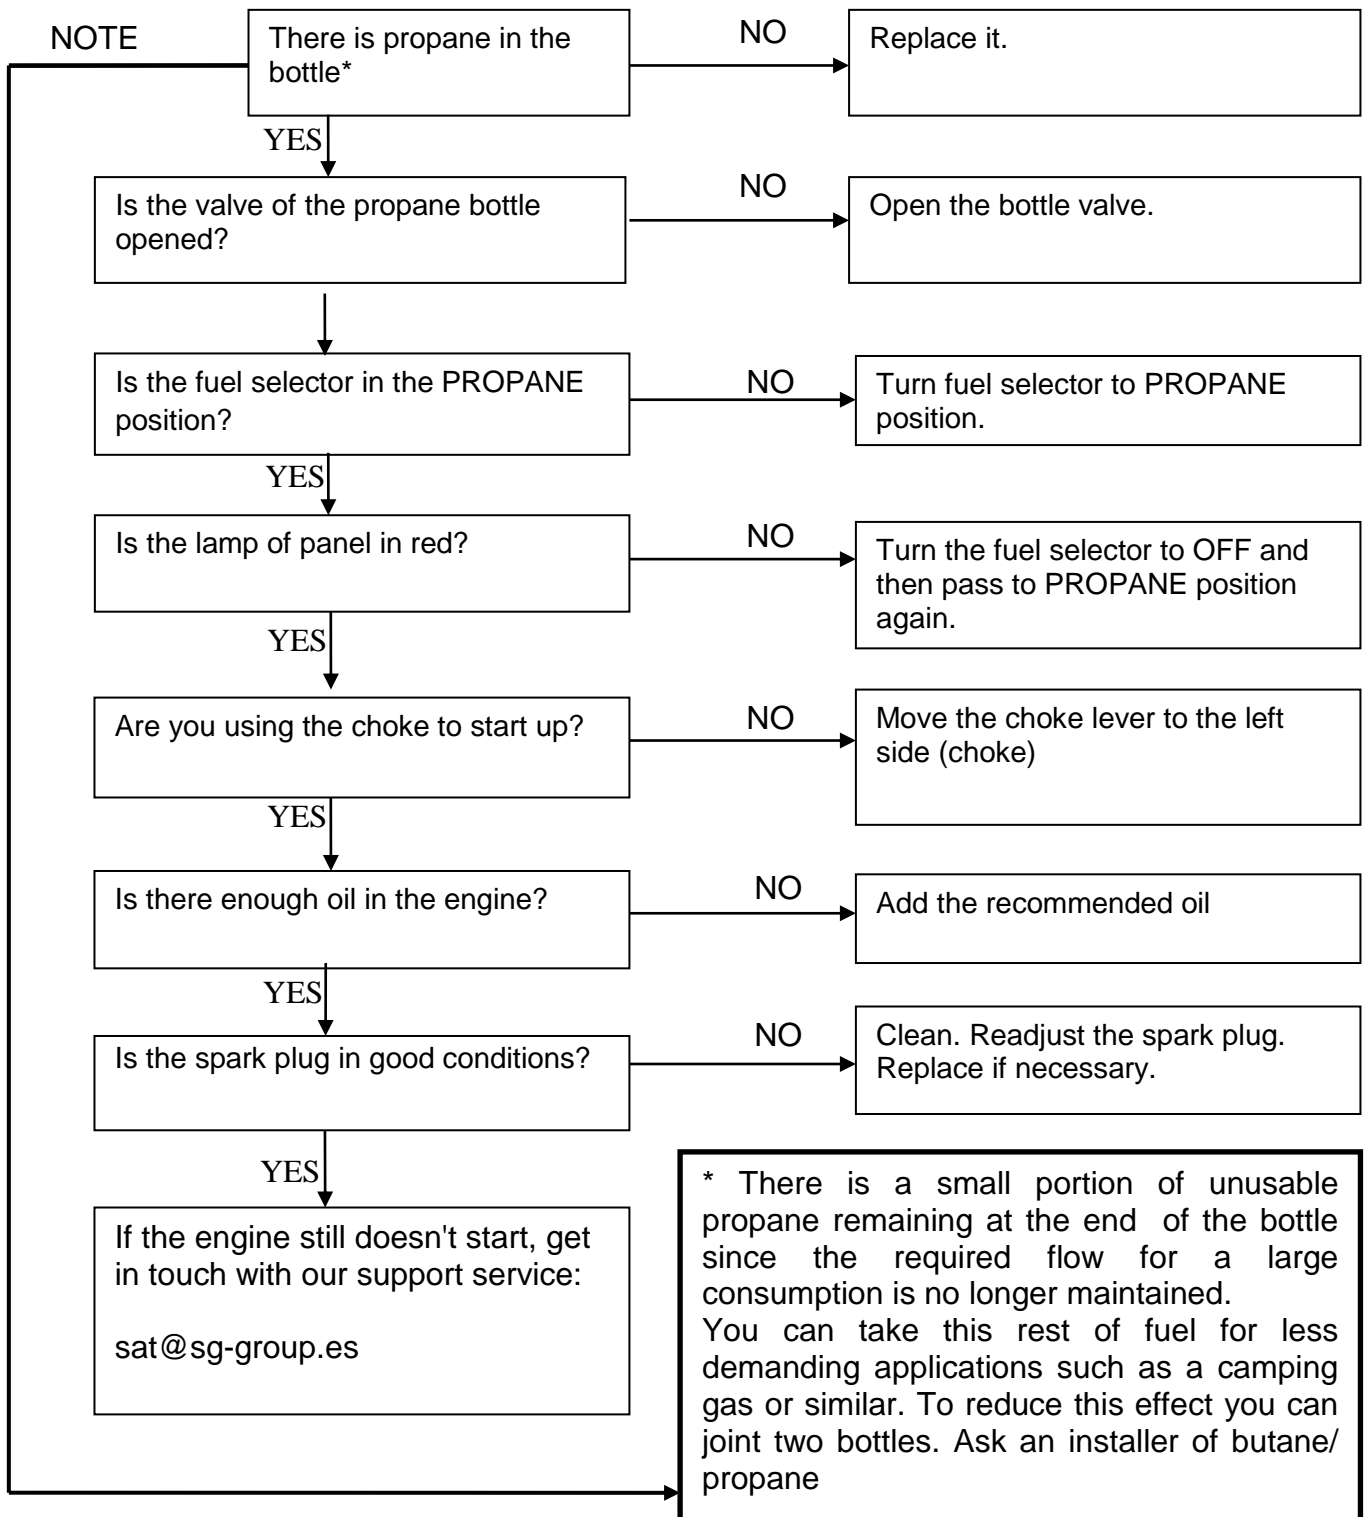 NOTE
There is propane in the
bottle*
NO
Replace it.
YES
Is the valve of the propane bottle
opened?
NO
Open the bottle valve.
Is the fuel selector in the PROPANE
position?
NO
Turn fuel selector to PROPANE
position.
YES
Is the lamp of panel in red?
NO
Turn the fuel selector to OFF and
then pass to PROPANE position
again.
YES
Are you using the choke to start up?
NO
Move the choke lever to the left
side (choke)
YES
Is there enough oil in the engine?
NO
Add the recommended oil
YES
Is the spark plug in good conditions?
NO
Clean. Readjust the spark plug.
Replace if necessary.
YES
If the engine still doesn't start, get
in touch with our support service:
sat@sg-group.es
* There is a small portion of unusable
propane remaining at the end of the bottle
since the required flow for a large
consumption is no longer maintained.
You can take this rest of fuel for less
demanding applications such as a camping
gas or similar. To reduce this effect you can
joint two bottles. Ask an installer of butane/
propane